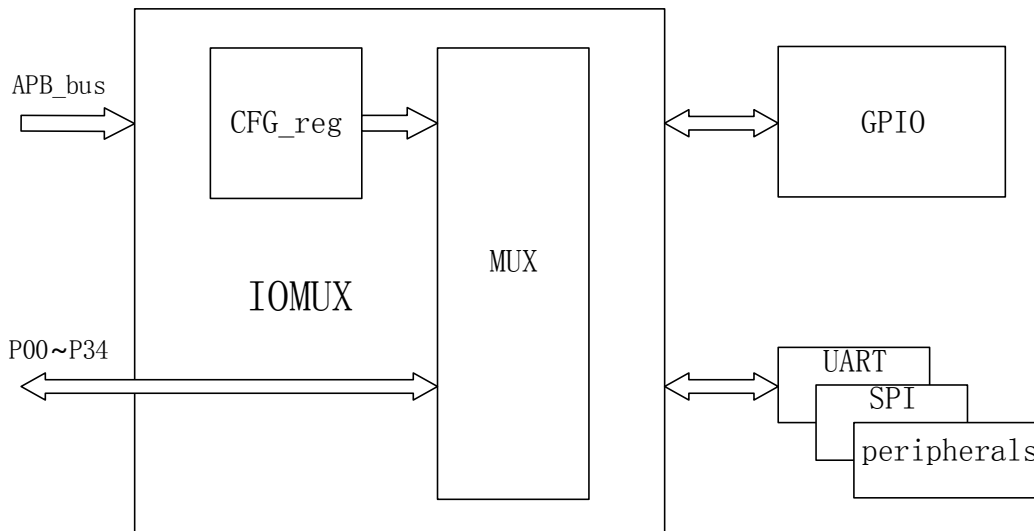 APB_bus
CFG_reg
GPIO
MUX
IOMUX
P00~P34
UART
SPI
peripherals